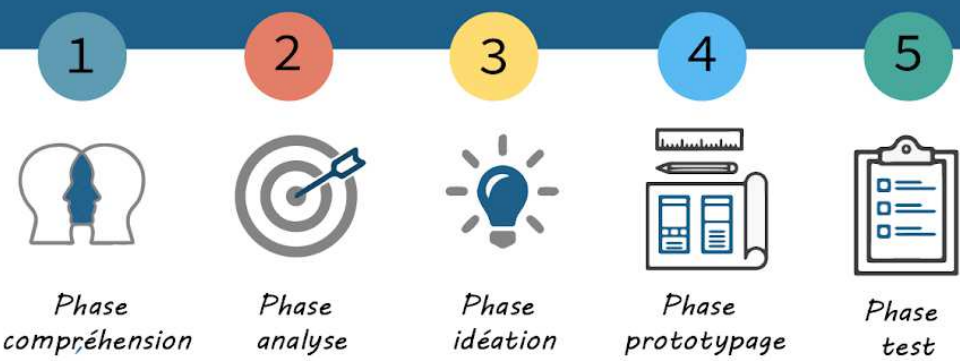 1
2
3
4
5
Phase
compréhension
Phase
analyse
Phase
idéation
Phase
prototypage
Phase
test